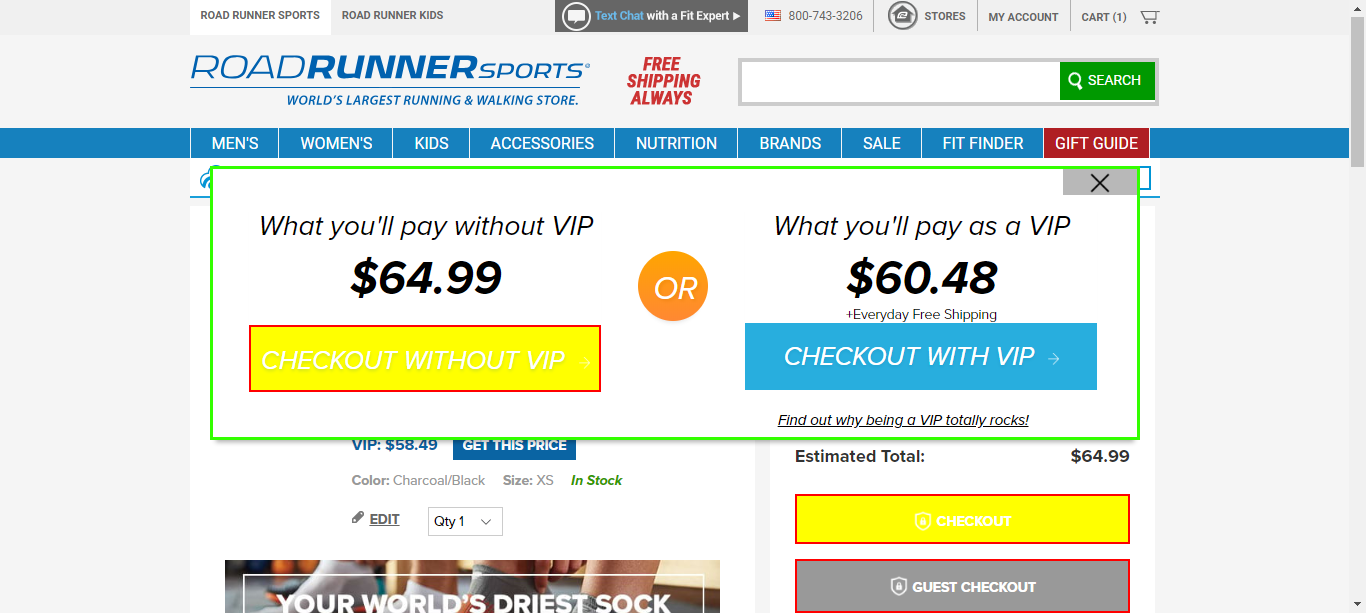 ROAD RUNNER SPORTS
ROAD RUNNER KIDS
Text Chat with a Fit Expert ▶
800-743-3206
STORES
MY ACCOUNT
CART (1)
ROADRUNNERSPORTS®
WORLD'S LARGEST RUNNING & WALKING STORE.
FREE
SHIPPING
ALWAYS
SEARCH
MEN'S
WOMEN'S
KIDS
ACCESSORIES
NUTRITION
BRANDS
SALE
FIT FINDER
GIFT GUIDE
What you'll pay without VIP
$64.99
CHECKOUT WITHOUT VIP →
OR
What you'll pay as a VIP
$60.48
+Everyday Free Shipping
CHECKOUT WITH VIP →
Find out why being a VIP totally rocks!
VIP: $58.49 GET THIS PRICE
Color: Charcoal/Black Size: XS In Stock
EDIT
Qty 1
YOUR WORLD'S DRIEST SOCK
Estimated Total: $64.99
CHECKOUT
GUEST CHECKOUT